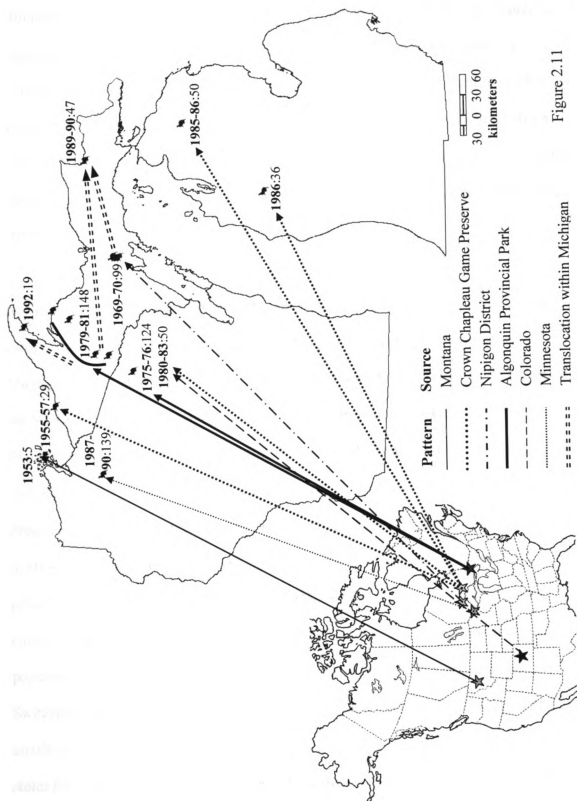 1953:5
1955-57:29
1992:19
1989-90:47
1987-
90:139
1979-81:148
1975-76:124
1980-83:50
1969-70:99
1985-86:50
1986:36
30 0 30 60
kilometers
Pattern Source
Montana
Crown Chapleau Game Preserve
Nipigon District
Algonquin Provincial Park
Colorado
Minnesota
Translocation within Michigan
Figure 2.11